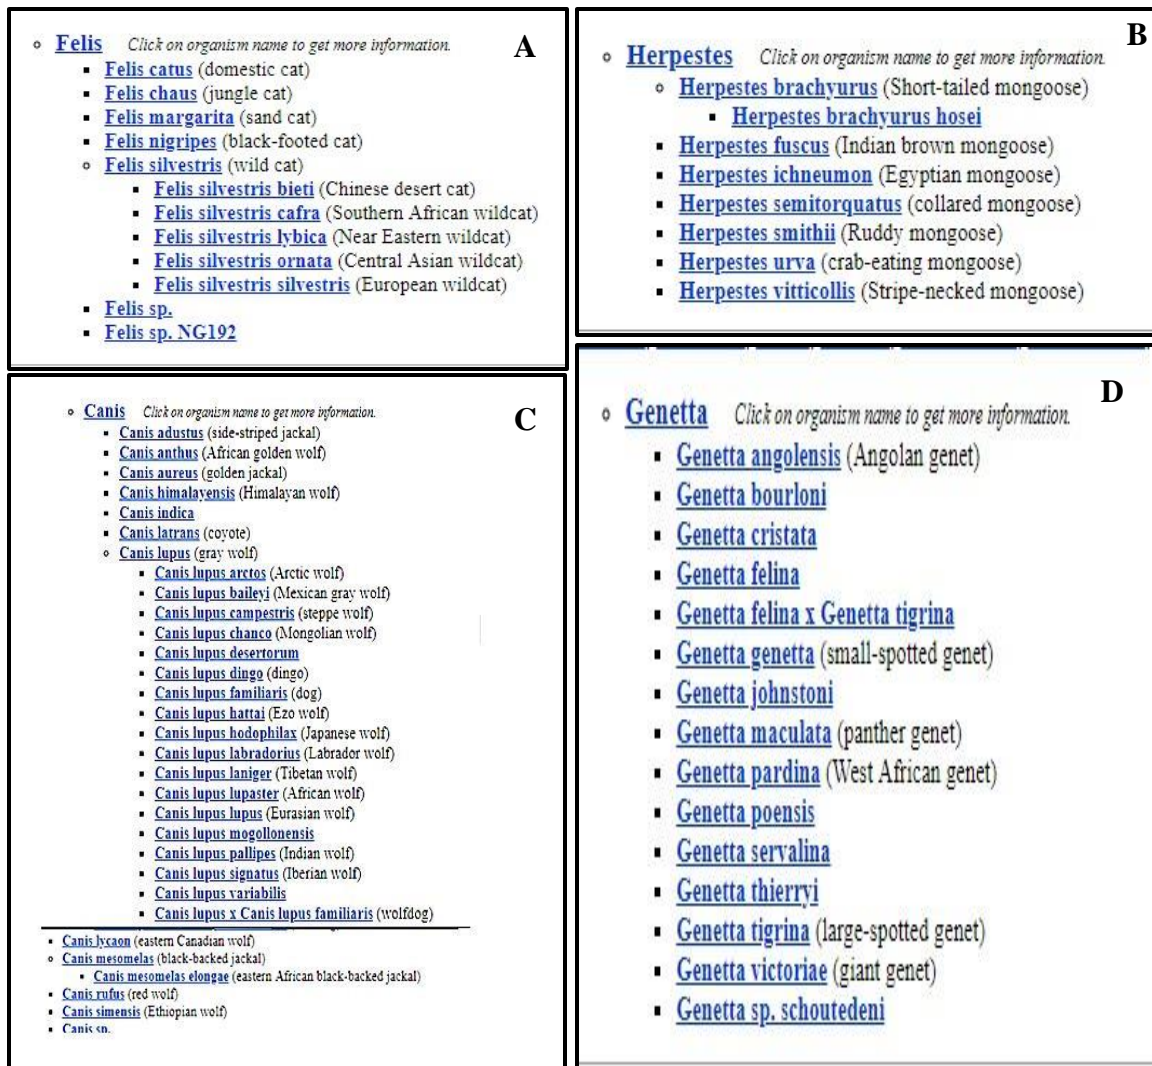 A
Felis Click on organism name to get more information.
Felis catus (domestic cat)
Felis chaus (jungle cat)
Felis margarita (sand cat)
Felis nigripes (black-footed cat)
Felis silvestris (wild cat)
Felis silvestris bieti (Chinese desert cat)
Felis silvestris cafra (Southern African wildcat)
Felis silvestris lybica (Near Eastern wildcat)
Felis silvestris ornata (Central Asian wildcat)
Felis silvestris silvestris (European wildcat)
Felis sp.
Felis sp. NG192
B
Herpestes Click on organism name to get more information.
Herpestes brachyurus (Short-tailed mongoose)
Herpestes brachyurus hosei
Herpestes fuscus (Indian brown mongoose)
Herpestes ichneumon (Egyptian mongoose)
Herpestes semitorquatus (collared mongoose)
Herpestes smithii (Ruddy mongoose)
Herpestes urva (crab-eating mongoose)
Herpestes vitticollis (Stripe-necked mongoose)
C
Canis Click on organism name to get more information.
Canis adustus (side-striped jackal)
Canis anthus (African golden wolf)
Canis aureus (golden jackal)
Canis himalayensis (Himalayan wolf)
Canis indica
Canis latrans (coyote)
Canis lupus (gray wolf)
Canis lupus arctos (Arctic wolf)
Canis lupus baileyi (Mexican gray wolf)
Canis lupus campestris (steppe wolf)
Canis lupus chanco (Mongolian wolf)
Canis lupus desertorum
Canis lupus dingo (dingo)
Canis lupus familiaris (dog)
Canis lupus hattai (Ezo wolf)
Canis lupus hodophilax (Japanese wolf)
Canis lupus labradorius (Labrador wolf)
Canis lupus laniger (Tibetan wolf)
Canis lupus lupaster (African wolf)
Canis lupus lupus (Eurasian wolf)
Canis lupus mogollonensis
Canis lupus pallipes (Indian wolf)
Canis lupus signatus (Iberian wolf)
Canis lupus variabilis
Canis lupus x Canis lupus familiaris (wolfdog)
Canis lycaon (eastern Canadian wolf)
Canis mesomelas (black-backed jackal)
Canis mesomelas elongae (eastern African black-backed jackal)
Canis rufus (red wolf)
Canis simensis (Ethiopian wolf)
Canis sp.
D
Genetta Click on organism name to get more information.
Genetta angolensis (Angolan genet)
Genetta bourloni
Genetta cristata
Genetta felina
Genetta felina x Genetta tigrina
Genetta genetta (small-spotted genet)
Genetta johnstoni
Genetta maculata (panther genet)
Genetta pardina (West African genet)
Genetta poensis
Genetta servalina
Genetta thierryi
Genetta tigrina (large-spotted genet)
Genetta victoriae (giant genet)
Genetta sp. schoutedeni